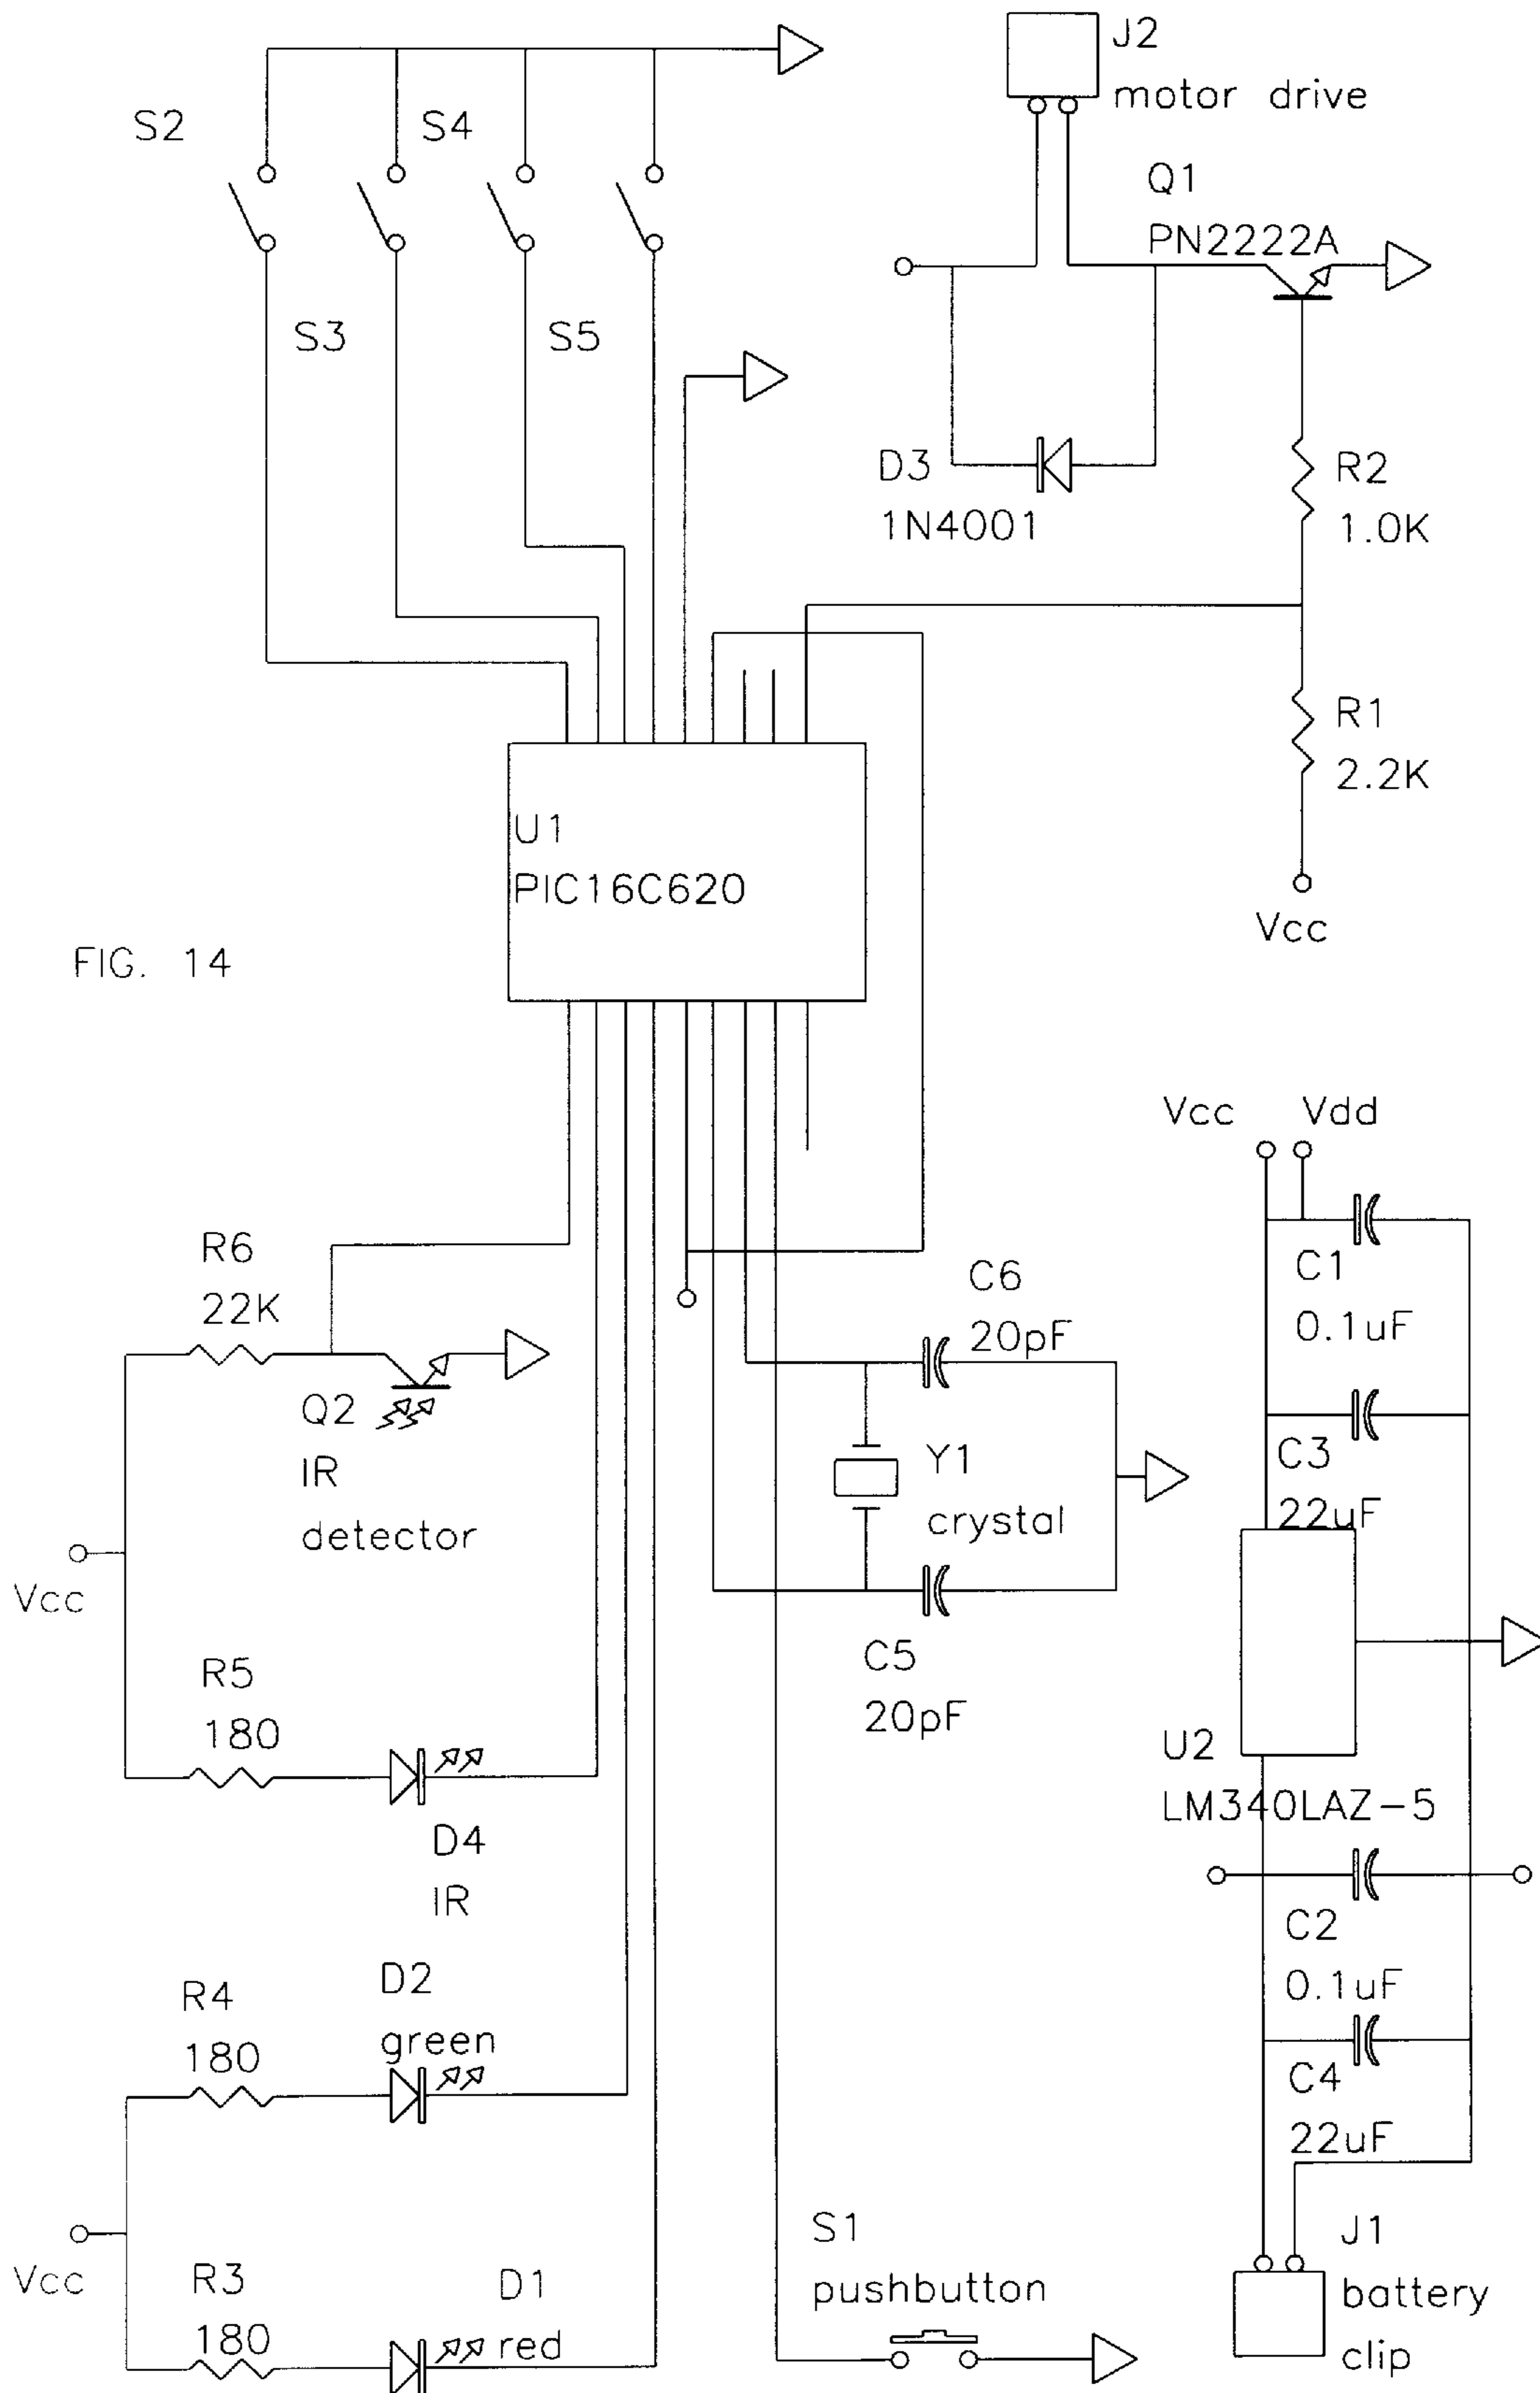 J2
motor drive
S2
S4
Q1
PN2222A
S3
S5
D3
1N4001
R2
1.0K
R1
2.2K
U1
PIC16C620
Vcc
FIG. 14
Vcc
Vdd
R6
22K
C6
20pF
C1
0.1uF
Q2
IR
detector
Y1
crystal
C3
22uF
Vcc
R5
180
C5
20pF
U2
LM340LAZ-5
D4
IR
C2
0.1uF
R4
180
D2
green
C4
22uF
Vcc
R3
180
D1
red
S1
pushbutton
J1
battery
clip